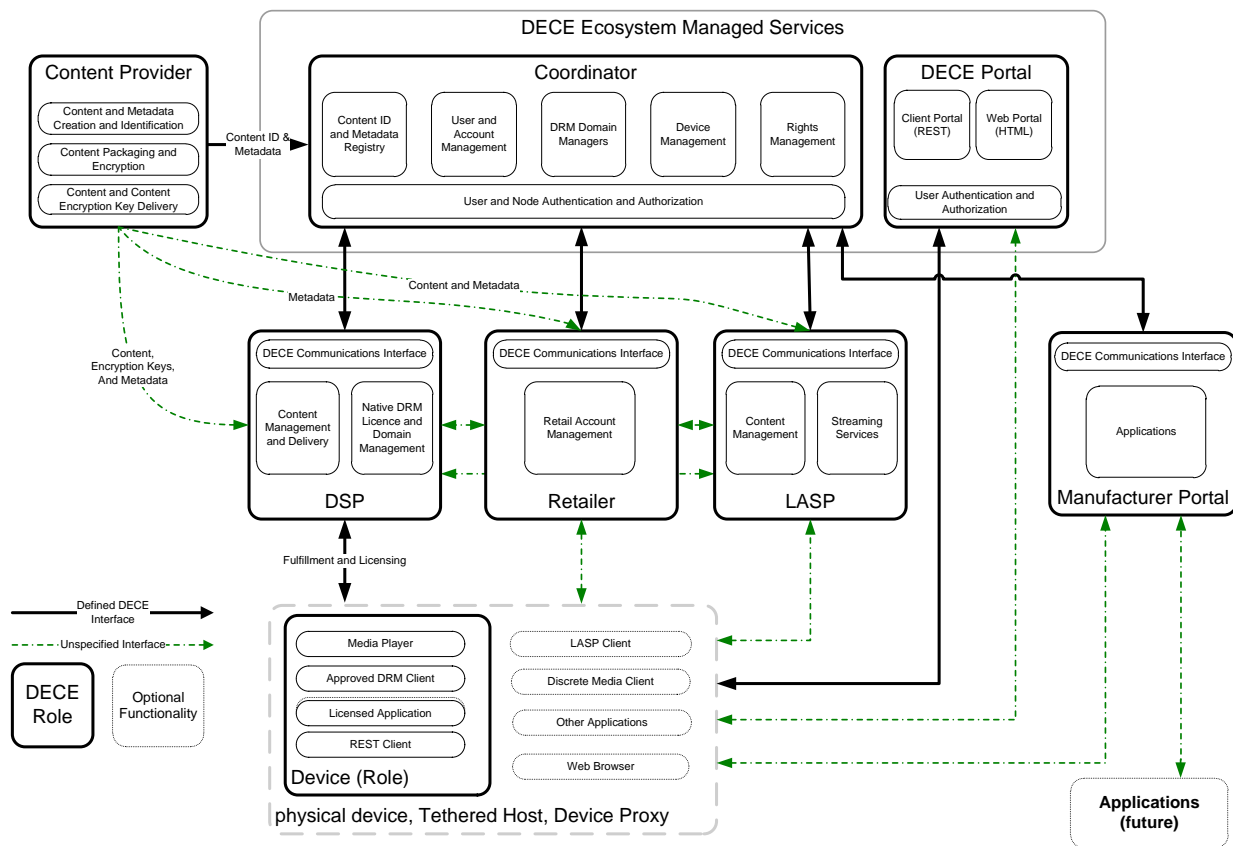 DECE Ecosystem Managed Services
Content Provider
Content and Metadata
Creation and Identification
Content Packaging and
Encryption
Content and Content
Encryption Key Delivery
Content ID &
Metadata
Coordinator
Content ID
and Metadata
Registry
User and
Account
Management
DRM Domain
Managers
Device
Management
Rights
Management
User and Node Authentication and Authorization
DECE Portal
Client Portal
(REST)
Web Portal
(HTML)
User Authentication and
Authorization
Content and Metadata
Metadata
Content,
Encryption Keys,
And Metadata
DECE Communications Interface
Content
Management
and Delivery
Native DRM
Licence and
Domain
Management
DSP
DECE Communications Interface
Retail Account
Management
Retailer
DECE Communications Interface
Content
Management
Streaming
Services
LASP
DECE Communications Interface
Applications
Manufacturer Portal
Fulfillment and Licensing
Defined DECE
Interface
Unspecified Interface
DECE
Role
Optional
Functionality
Media Player
Approved DRM Client
Licensed Application
REST Client
Device (Role)
LASP Client
Discrete Media Client
Other Applications
Web Browser
physical device, Tethered Host, Device Proxy
Applications
(future)